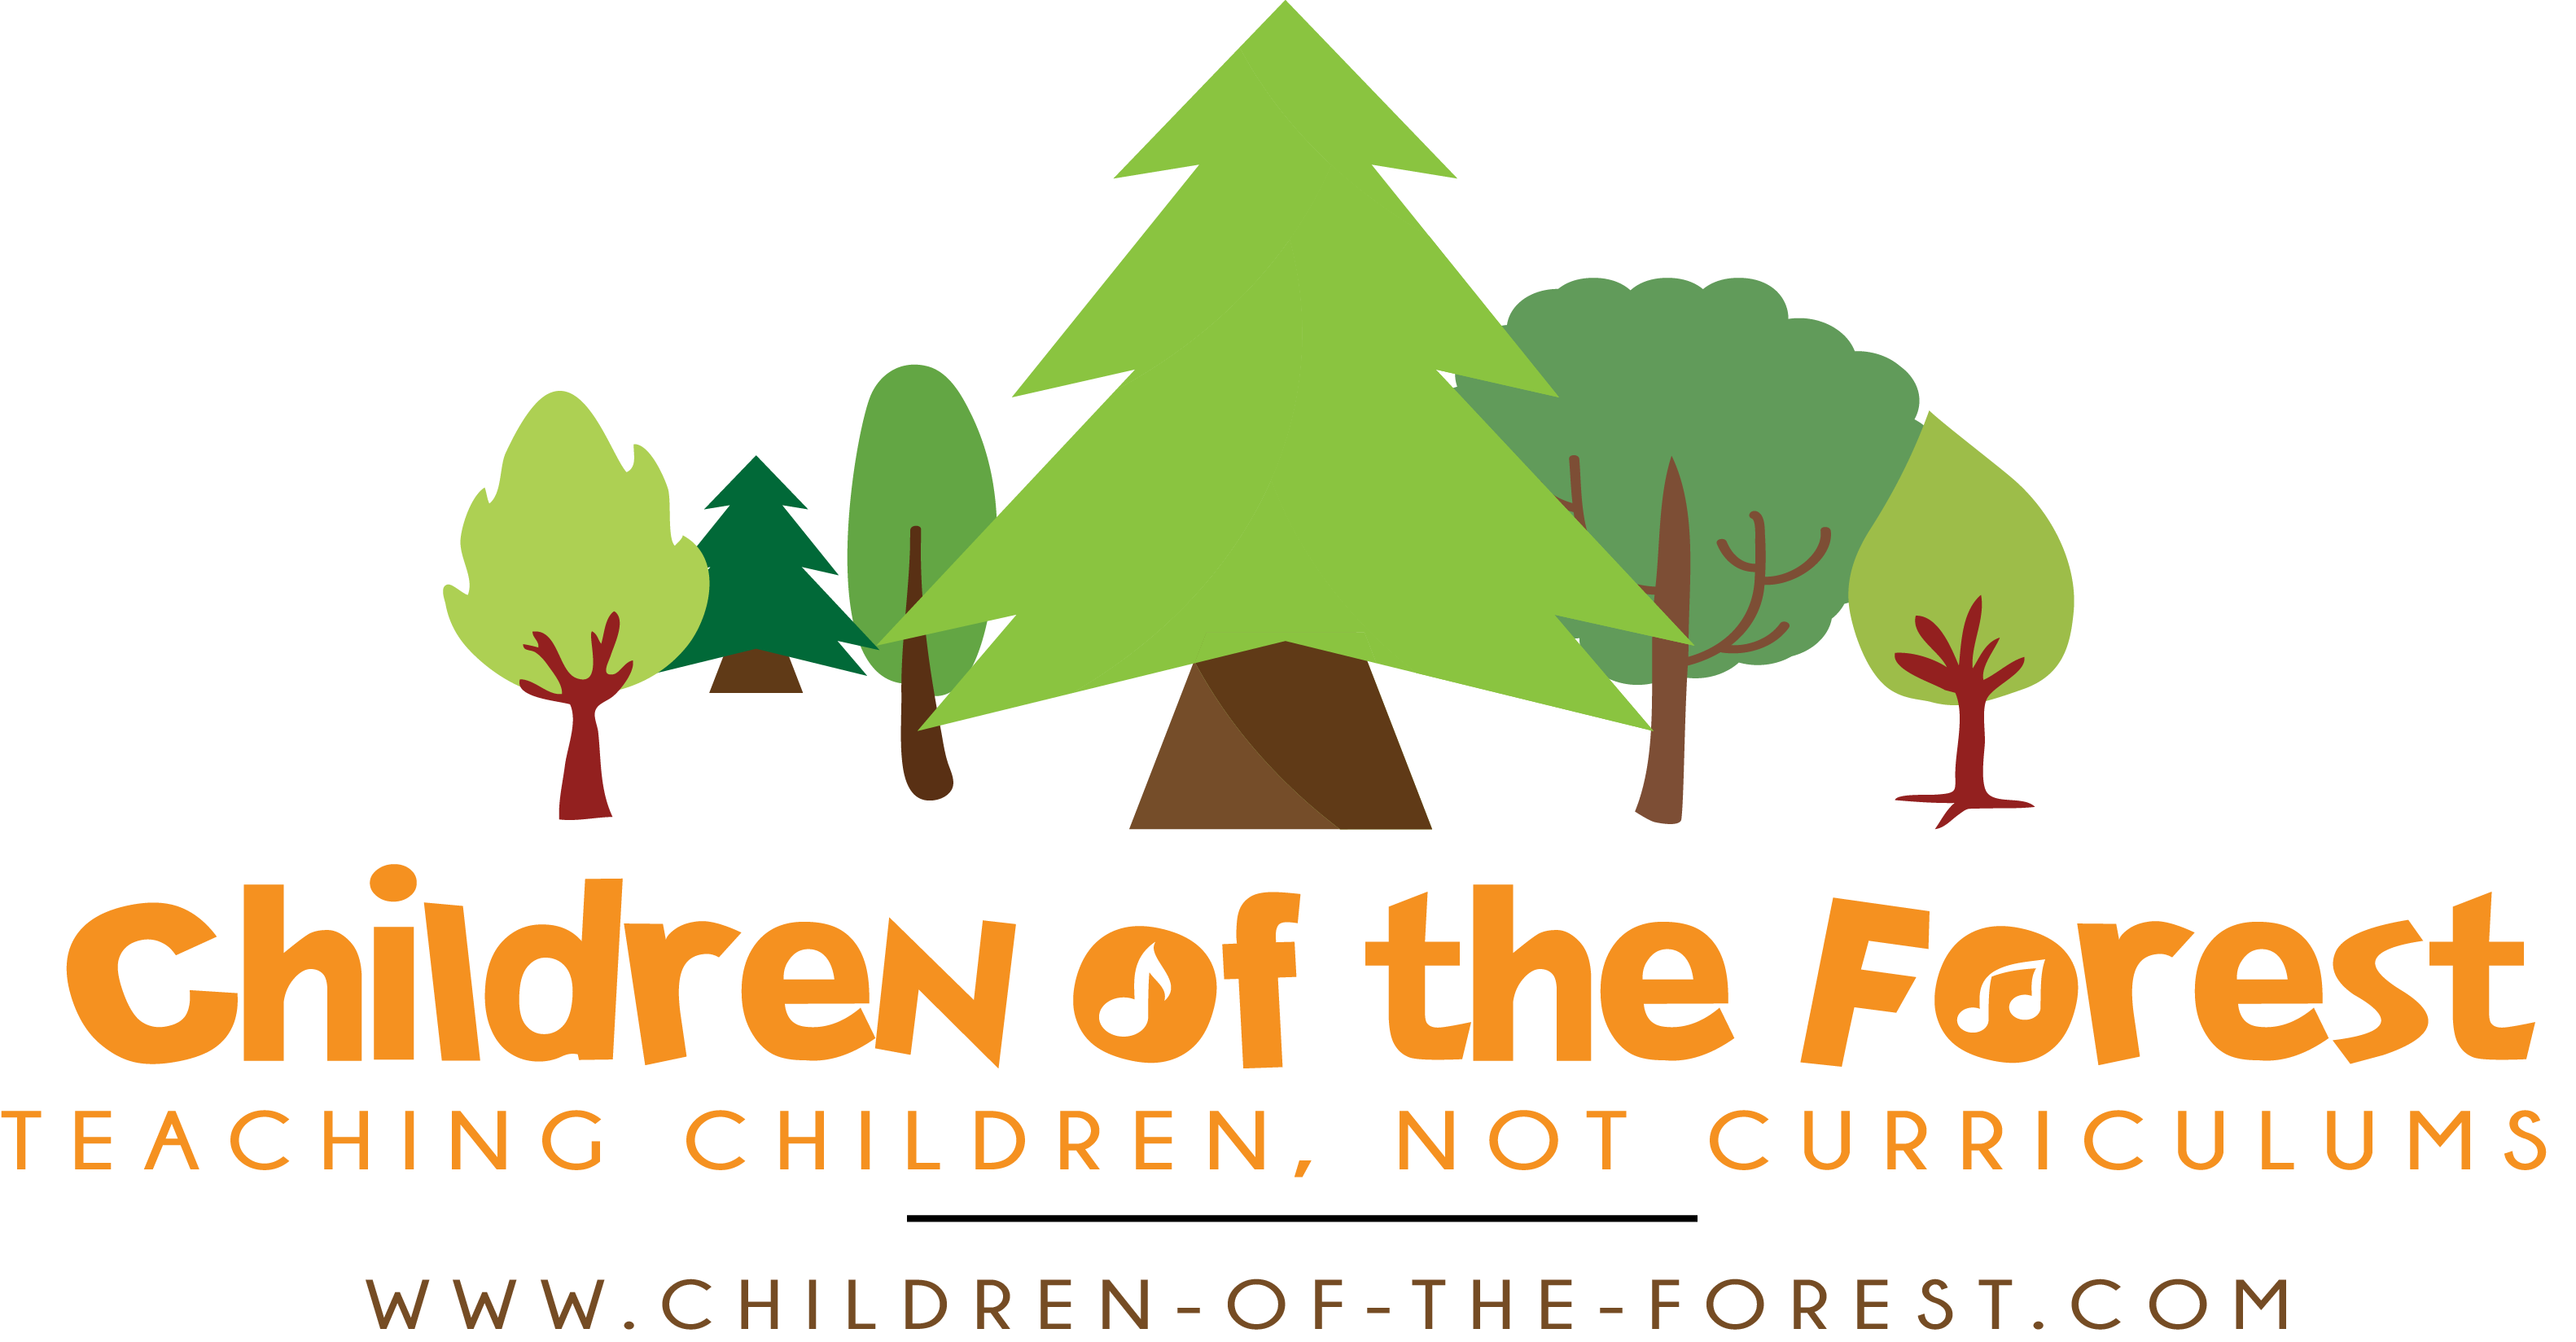 Children of the Forest
TEACHING CHILDREN, NOT CURRICULUMS
WWW.CHILDREN-OF-THE-FOREST.COM